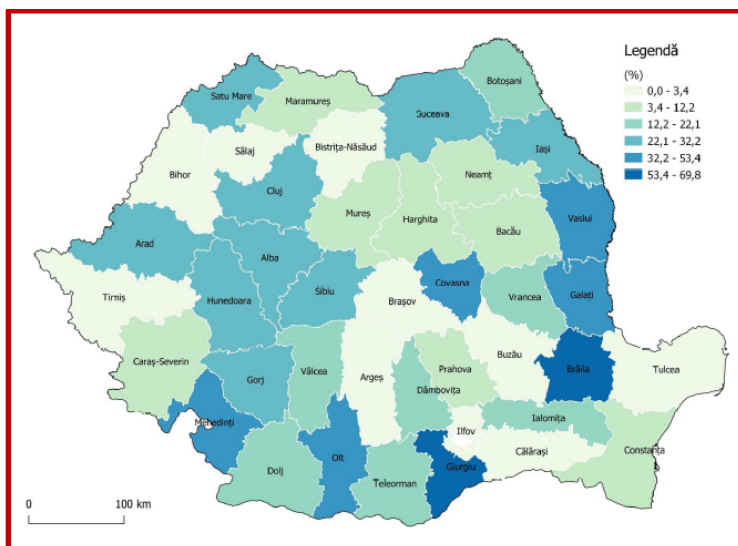 Legendă
(%)
0,0 - 3,4
3,4 - 12,2
12,2 - 22,1
22,1 - 32,2
32,2 - 53,4
53,4 - 69,8
Botoșani
Satu Mare
Maramureș
Suceava
Iași
Sălaj
Bistrița-Năsăud
Bihor
Neamț
Cluj
Mureș
Harghita
Bacău
Vaslui
Arad
Alba
Covasna
Timiș
Hunedoara
Sibiu
Brașov
Vrancea
Galați
Caraș-Severin
Buzău
Gorj
Vâlcea
Argeș
Prahova
Brăila
Tulcea
Dâmbovița
Mehedinți
Ialomița
Ilfov
Constanța
Olt
Călărași
Giurgiu
Dolj
Teleorman
0
100 km